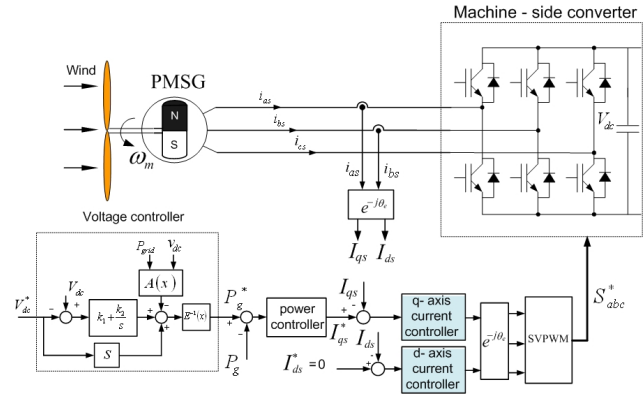 Machine - side converter
Wind
PMSG
N
S
ω_m
i_as
i_bs
i_cs
V_dc
i_as
i_bs
e^{-jθ_e}
I_qs
I_ds
Voltage controller
P_grid
v_dc
A(x)
V_dc^*
V_dc
-
+
k_1 + k_2/s
-
+
+
E^{-1}(x)
S
P_g^*
+
-
P_g
power controller
I_qs
-
+
I_qs^*
I_ds
I_ds^* = 0
-
q- axis current controller
d- axis current controller
e^{-jθ_e}
SVPWM
S_abc^*